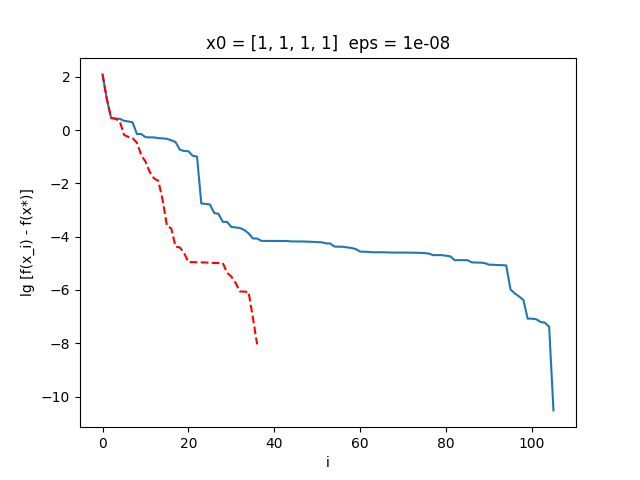 x0 = [1, 1, 1, 1]  eps = 1e-08
lg [f(x_i) - f(x*)]
2
0
−2
−4
−6
−8
−10
0 20 40 60 80 100
i